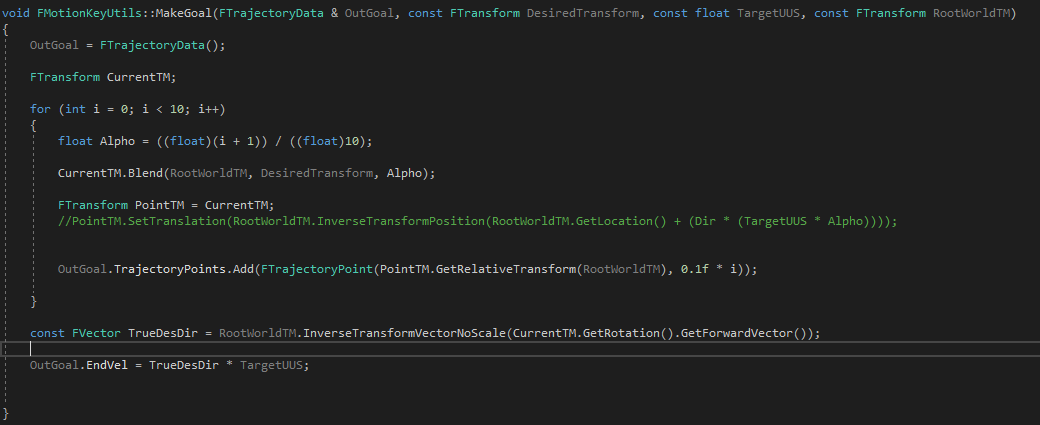 void FMotionKeyUtils::MakeGoal(FTrajectoryData & OutGoal, const FTransform DesiredTransform, const float TargetUUS, const FTransform RootWorldTM)
{
OutGoal = FTrajectoryData();
FTransform CurrentTM;
for (int i = 0; i < 10; i++)
{
float Alpho = ((float)(i + 1)) / ((float)10);
CurrentTM.Blend(RootWorldTM, DesiredTransform, Alpho);
FTransform PointTM = CurrentTM;
//PointTM.SetTranslation(RootWorldTM.InverseTransformPosition(RootWorldTM.GetLocation() + (Dir * (TargetUUS * Alpho))));
OutGoal.TrajectoryPoints.Add(FTrajectoryPoint(PointTM.GetRelativeTransform(RootWorldTM), 0.1f * i));
}
const FVector TrueDesDir = RootWorldTM.InverseTransformVectorNoScale(CurrentTM.GetRotation().GetForwardVector());
OutGoal.EndVel = TrueDesDir * TargetUUS;
}